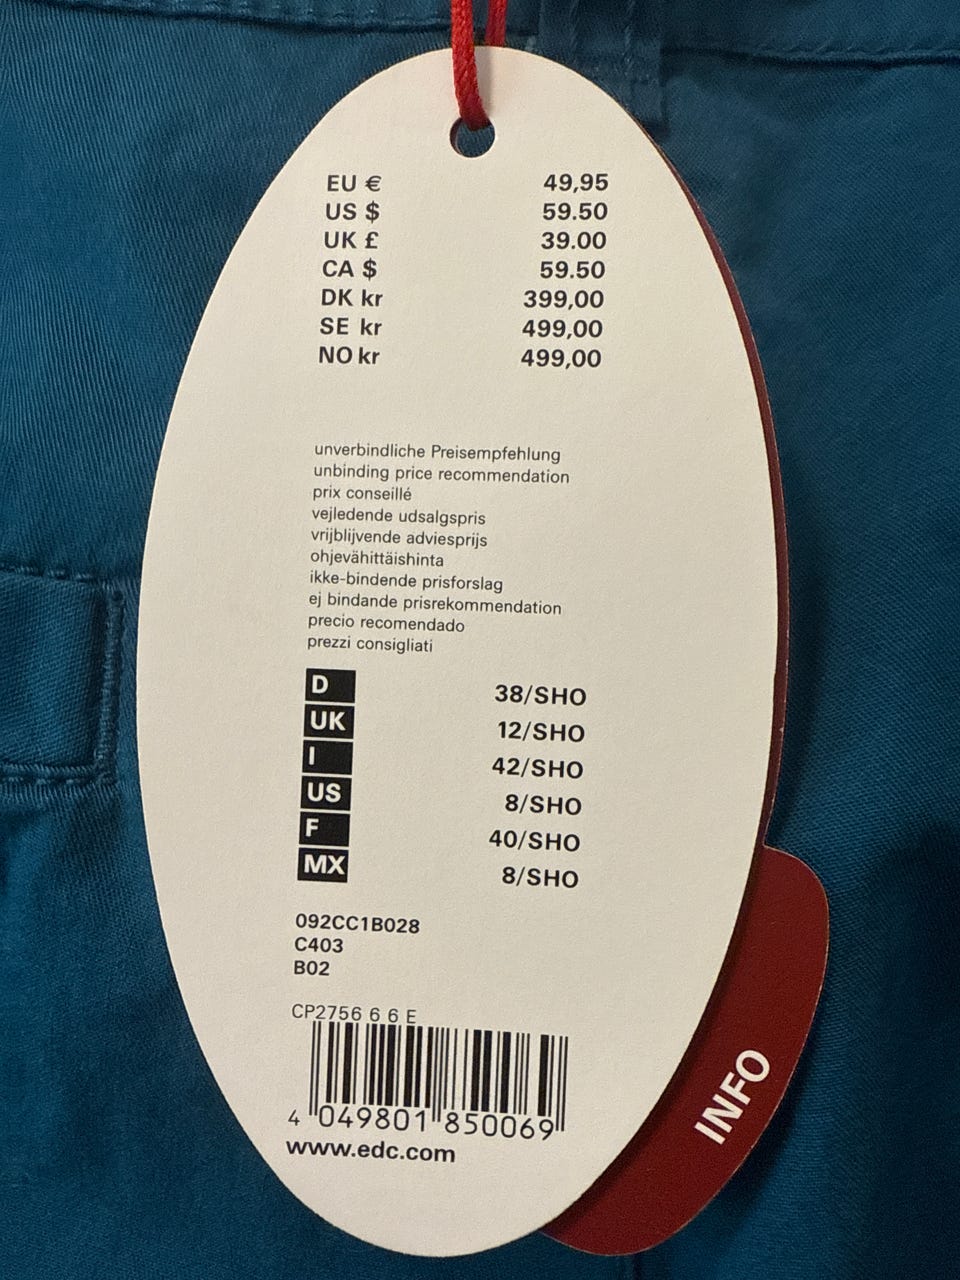 EU € 49,95
US $ 59.50
UK £ 39.00
CA $ 59.50
DK kr 399,00
SE kr 499,00
NO kr 499,00
unverbindliche Preisempfehlung
unbinding price recommendation
prix conseillé
vejledende udsalgspris
vrijblijvende adviesprijs
ohjevähittäishinta
ikke-bindende prisforslag
ej bindande prisrekommendation
precio recomendado
prezzi consigliati
D 38/SHO
UK 12/SHO
I 42/SHO
US 8/SHO
F 40/SHO
MX 8/SHO
092CC1B028
C403
B02
CP2756 6 6 E
4 049801 850069
www.edc.com
INFO